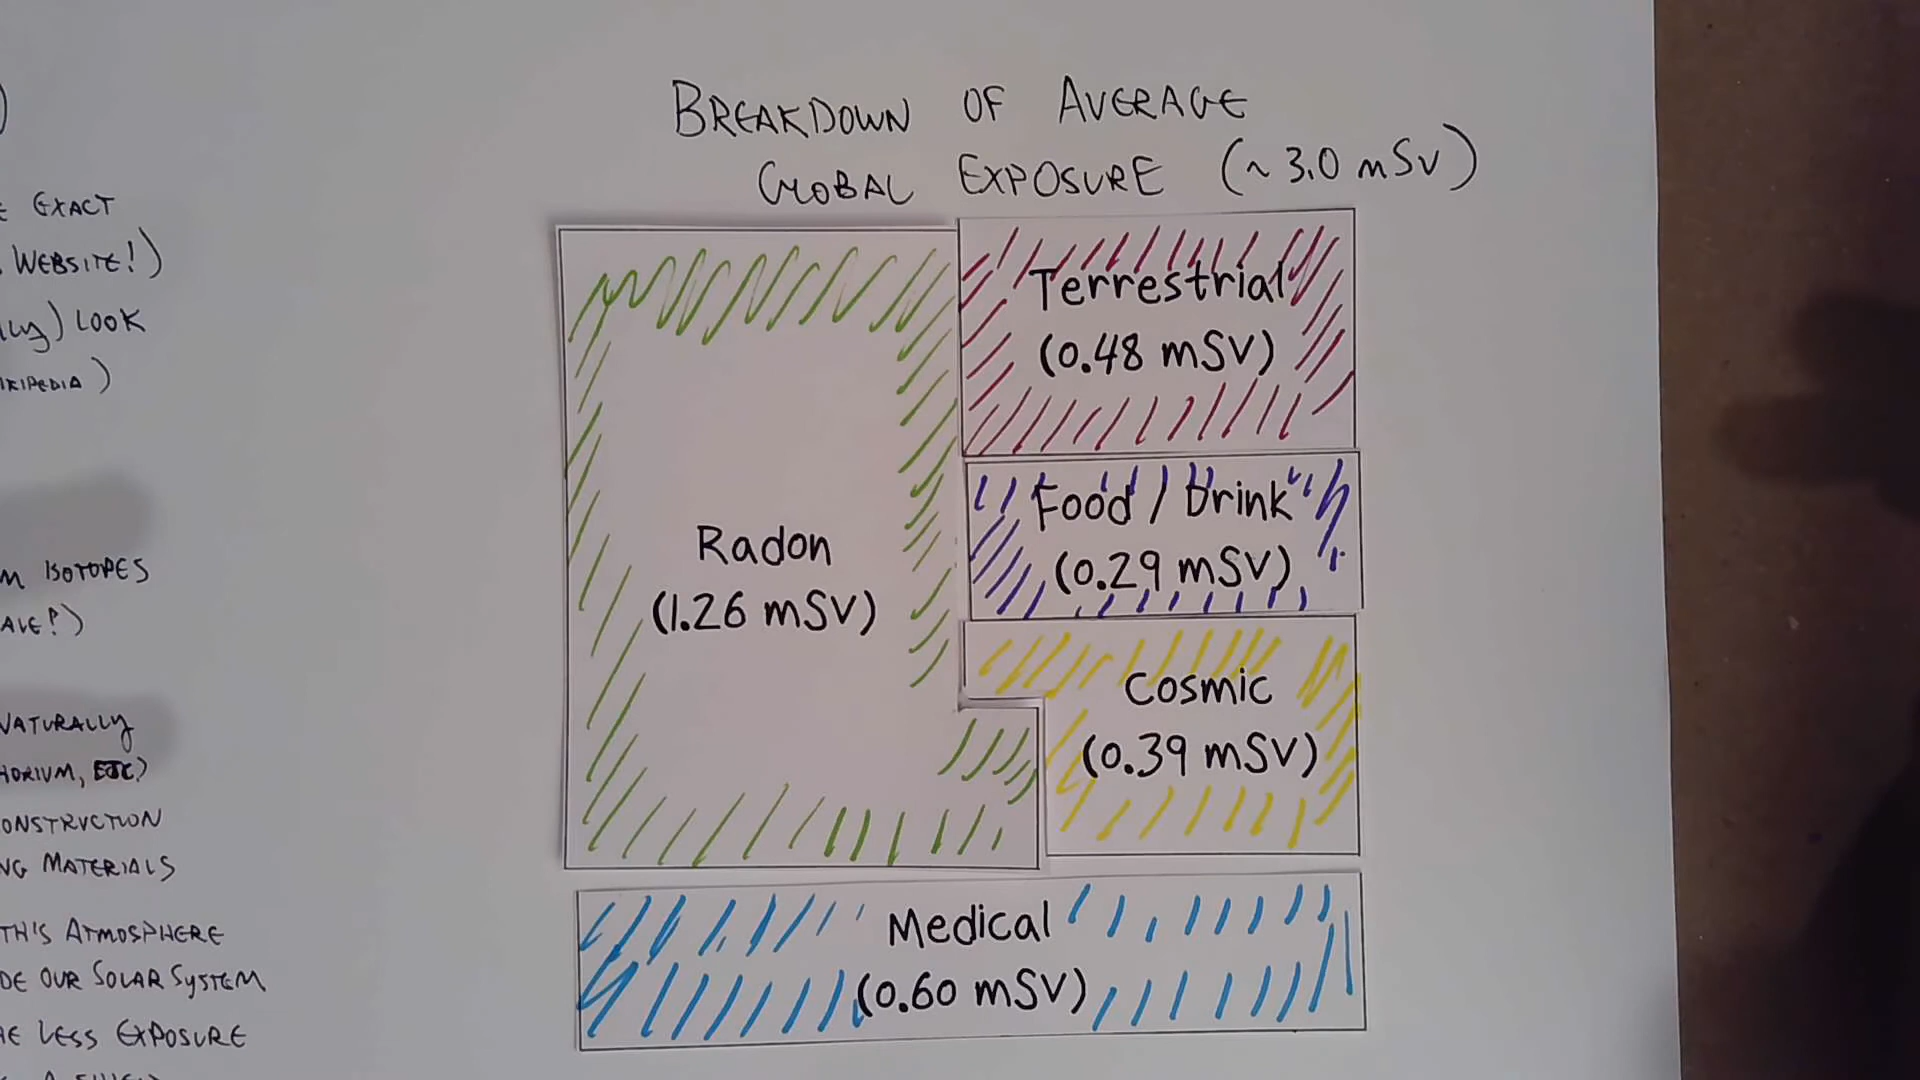 BREAKDOWN OF AVERAGE
GLOBAL EXPOSURE (~ 3.0 mSv)
Radon
(1.26 mSV)
Terrestrial
(0.48 mSV)
Food / Drink
(0.29 mSV)
Cosmic
(0.39 mSV)
Medical
(0.60 mSV)
EXACT
WEBSITE!)
LOOK
)
ISOTOPES
NATURALLY
ETC)
MATERIALS
ATMOSPHERE
OUR SOLAR SYSTEM
LESS EXPOSURE